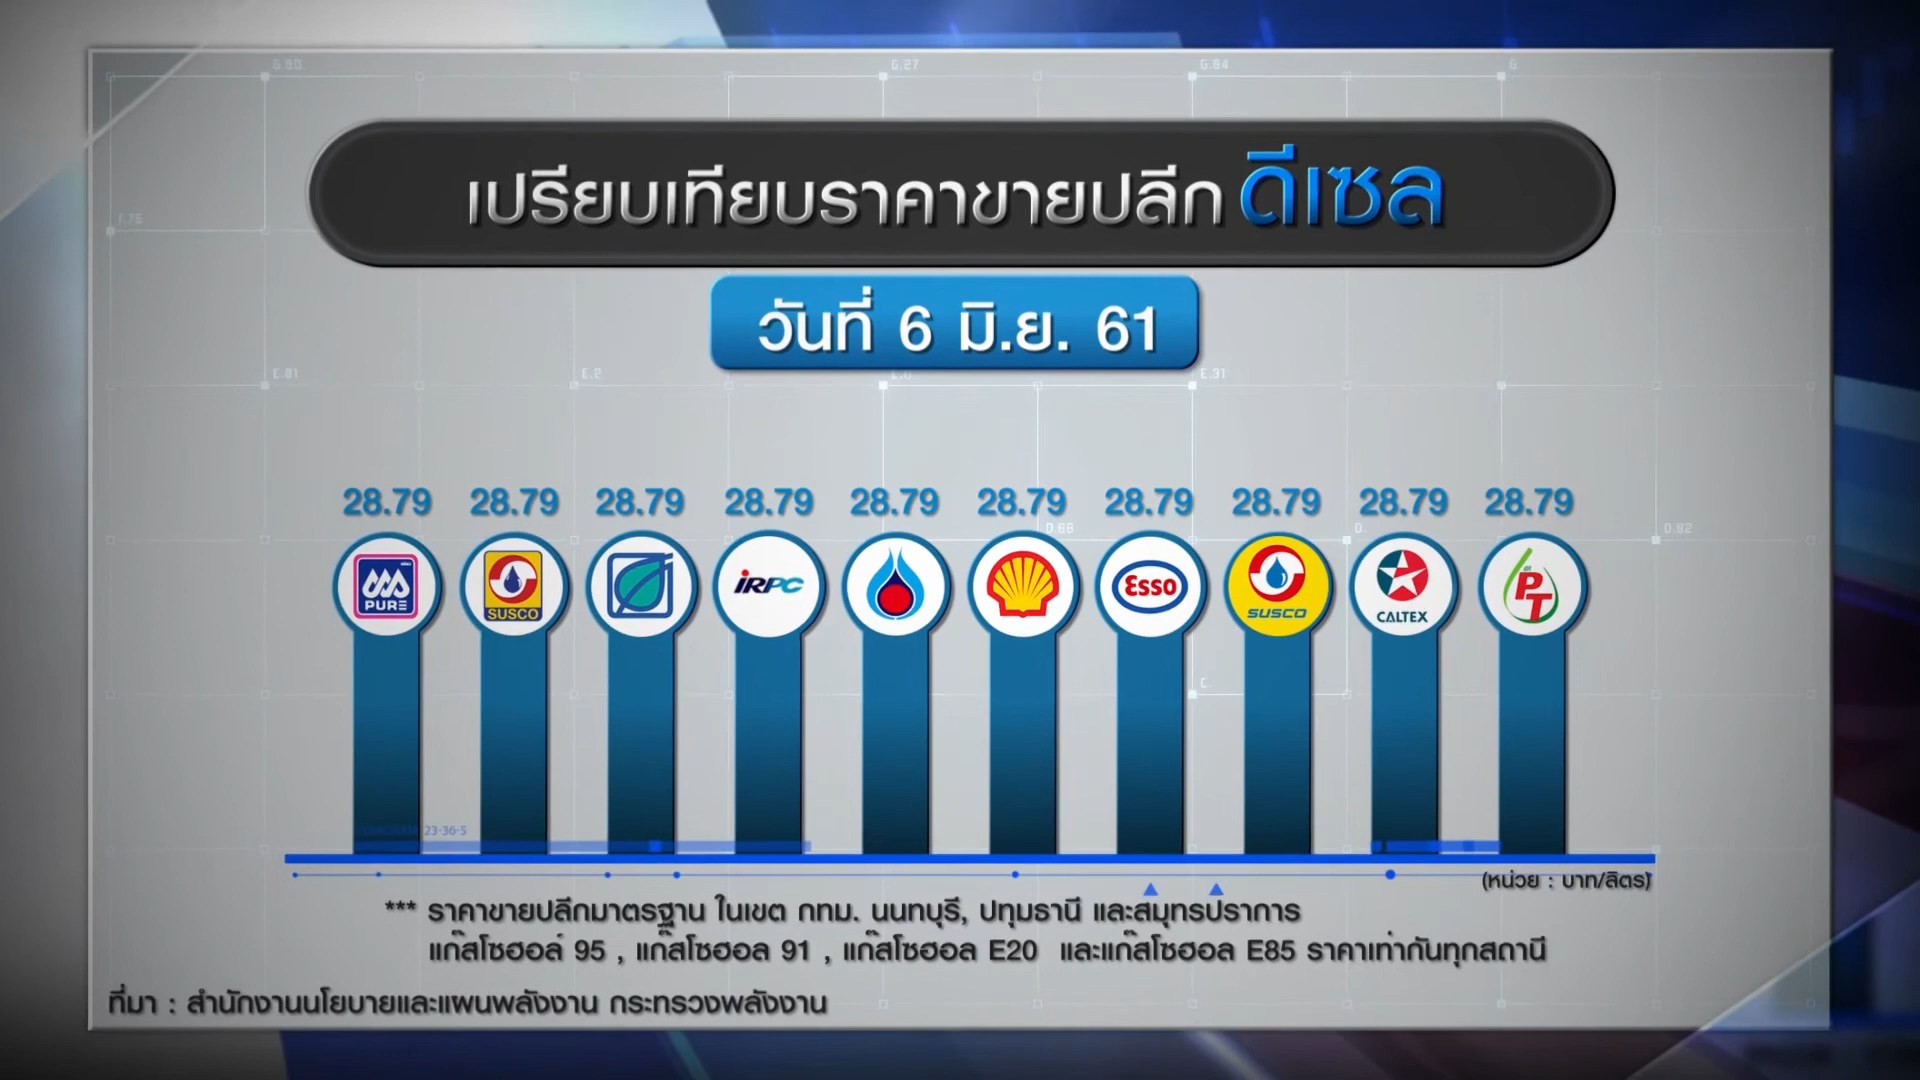 G.27
G.84
เปรียบเทียบราคาขายปลีก ดีเซล
วันที่ 6 มิ.ย. 61
F.75
E.81
E.2
E.31
28.79 28.79 28.79 28.79 28.79 28.79 28.79 28.79 28.79 28.79
D.68
D.82
PURE SUSCO IRPC Esso SUSCO CALTEX PT
23-36-5
(หน่วย : บาท/ลิตร)
*** ราคาขายปลีกมาตรฐาน ในเขต กทม. นนทบุรี, ปทุมธานี และสมุทรปราการ
แก๊สโซฮอล์ 95 , แก๊สโซฮอล 91 , แก๊สโซฮอล E20 และแก๊สโซฮอล E85 ราคาเท่ากันทุกสถานี
ที่มา : สำนักงานนโยบายและแผนพลังงาน กระทรวงพลังงาน